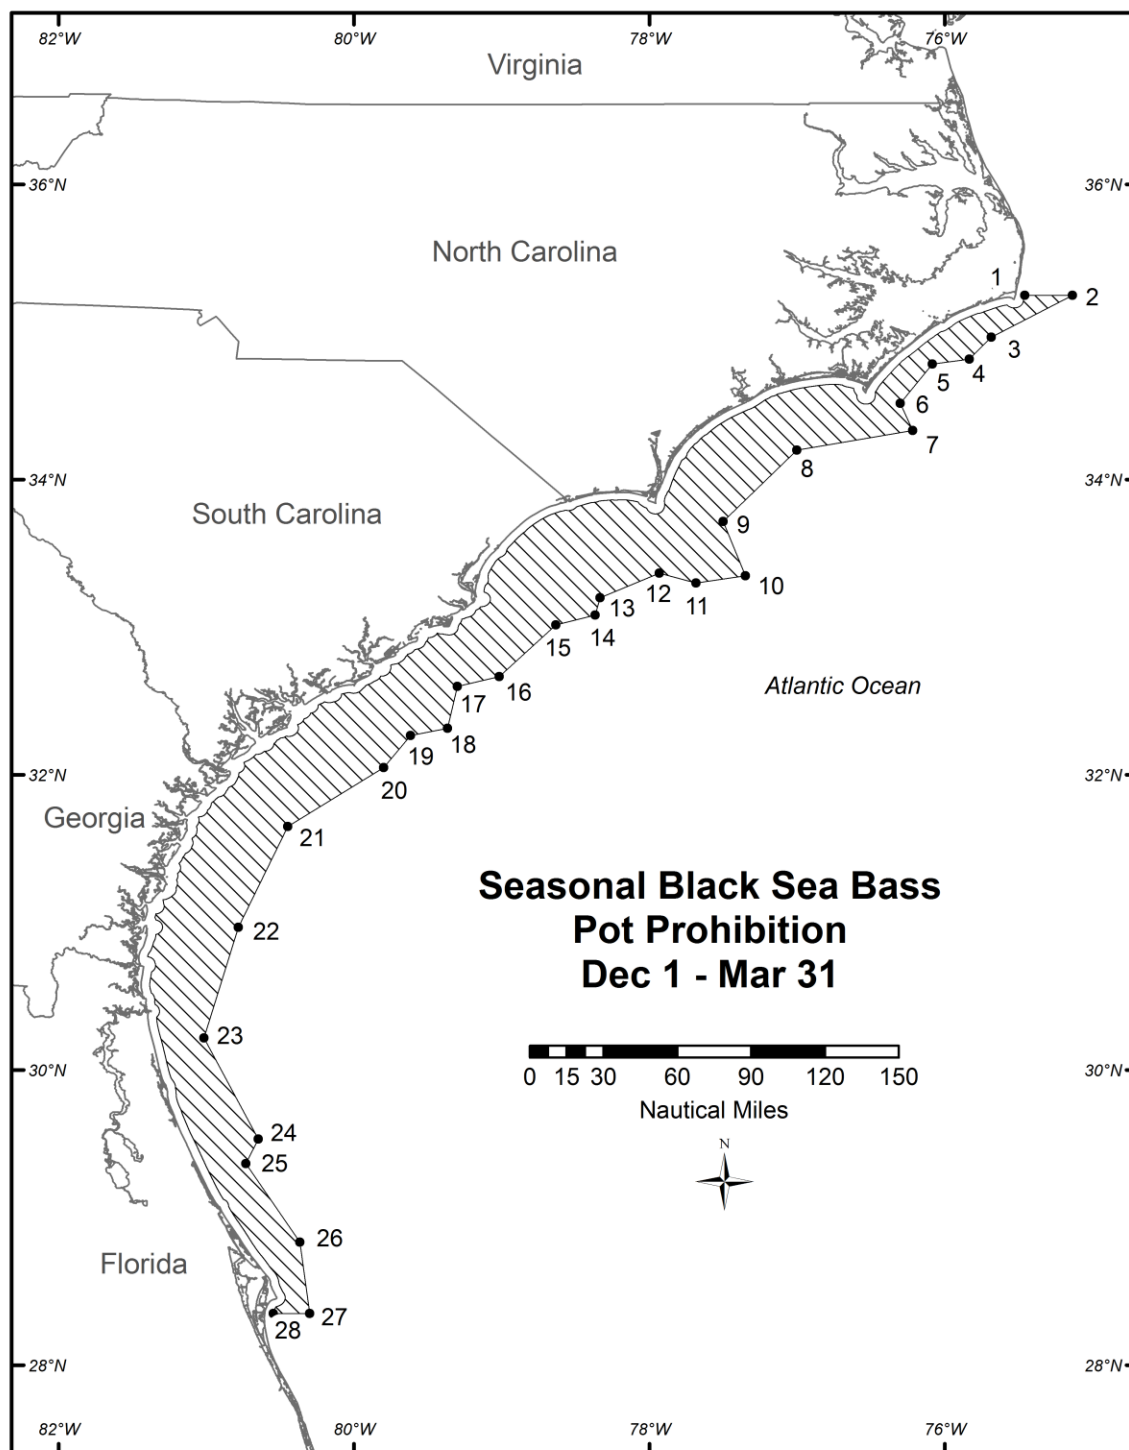 82°W 80°W 78°W 76°W
Virginia
36°N 36°N
North Carolina
1 2
3
4
5
6
7
8
34°N 34°N
South Carolina
9
10
11
12
13
14
15
16
17
Atlantic Ocean
18
19
20
32°N 32°N
Georgia
21
22
Seasonal Black Sea Bass
Pot Prohibition
Dec 1 - Mar 31
23
30°N 30°N
0 15 30 60 90 120 150
Nautical Miles
24
N
25
26
Florida
27
28
28°N 28°N
82°W 80°W 78°W 76°W